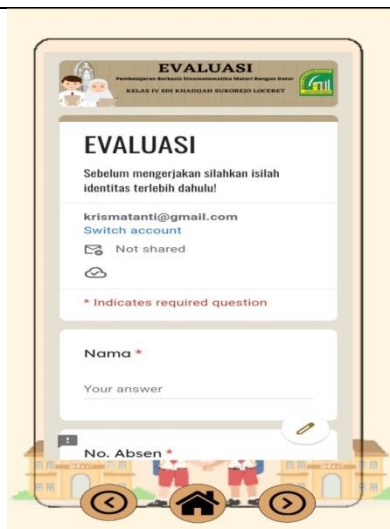 EVALUASI
Pembelajaran Berbasis Etnomatematika Materi Bangun Datar
KELAS IV SDI KHADIJAH SUKOREJO LOCERET
EVALUASI
Sebelum mengerjakan silahkan isilah
identitas terlebih dahulu!
krismatanti@gmail.com
Switch account
Not shared
* Indicates required question
Nama *
Your answer
No. Absen *